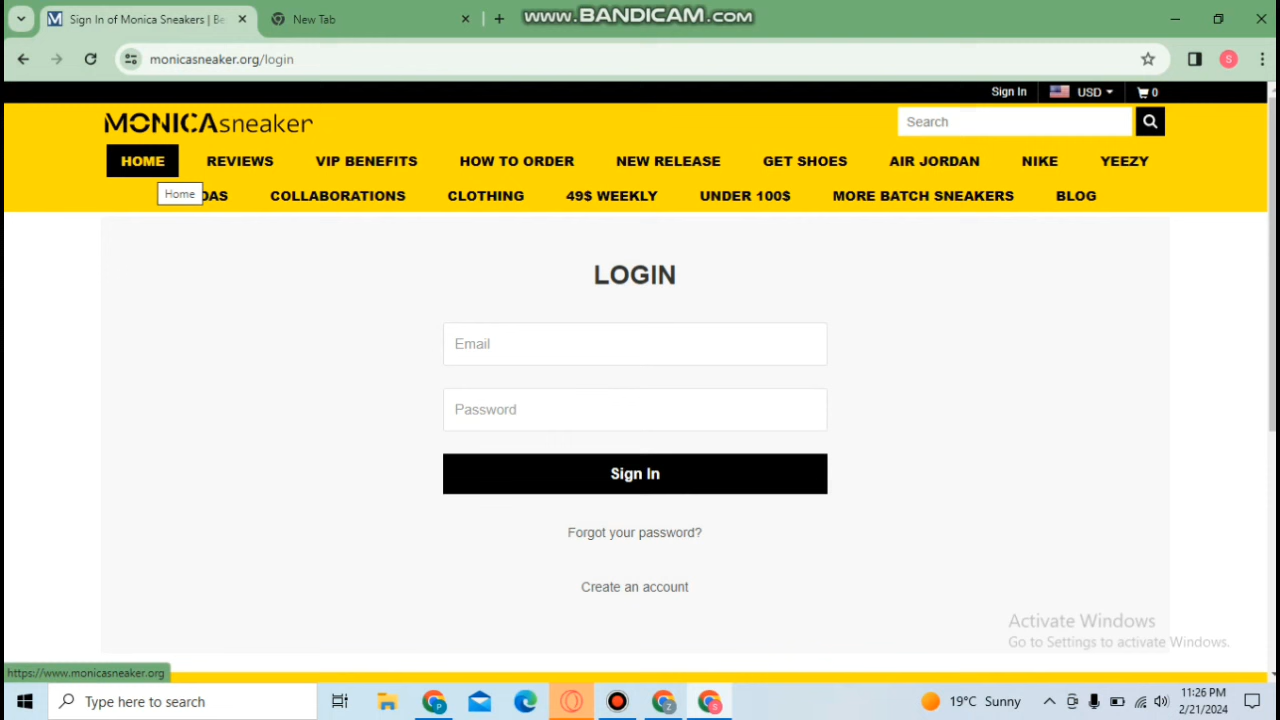 www.BANDICAM.com
Sign In of Monica Sneakers | Be
New Tab
monicasneaker.org/login
S
Sign In
USD
0
MONICAsneaker
Search
HOME
REVIEWS
VIP BENEFITS
HOW TO ORDER
NEW RELEASE
GET SHOES
AIR JORDAN
NIKE
YEEZY
Home
DAS
COLLABORATIONS
CLOTHING
49$ WEEKLY
UNDER 100$
MORE BATCH SNEAKERS
BLOG
LOGIN
Email
Password
Sign In
Forgot your password?
Create an account
Activate Windows
Go to Settings to activate Windows.
https://www.monicasneaker.org
Type here to search
19°C Sunny
11:26 PM
2/21/2024